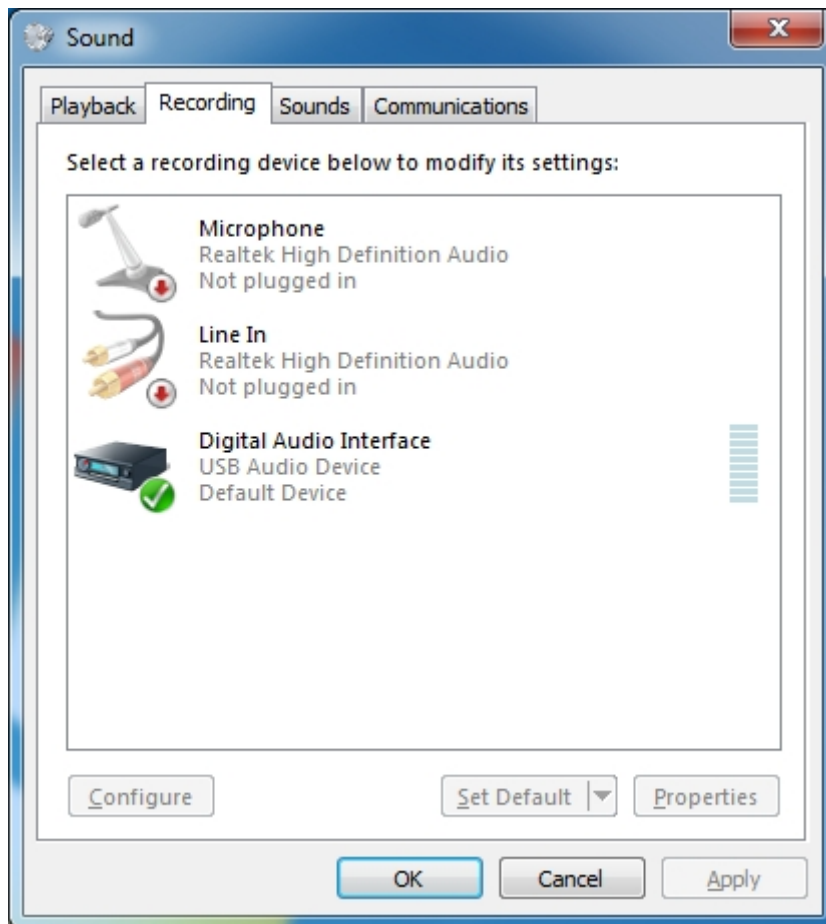 Sound
Playback Recording Sounds Communications
Select a recording device below to modify its settings:
Microphone
Realtek High Definition Audio
Not plugged in
Line In
Realtek High Definition Audio
Not plugged in
Digital Audio Interface
USB Audio Device
Default Device
Configure Set Default Properties
OK Cancel Apply